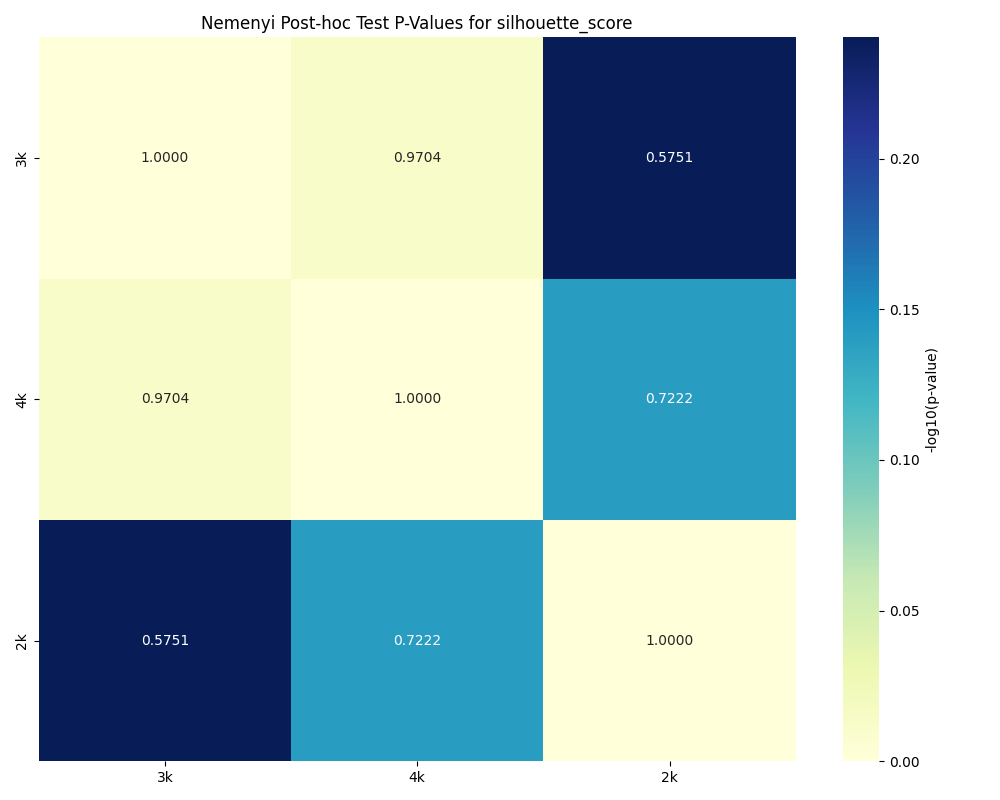 Nemenyi Post-hoc Test P-Values for silhouette_score
3k
1.0000
0.9704
0.5751
4k
0.9704
1.0000
0.7222
2k
0.5751
0.7222
1.0000
3k
4k
2k
0.20
0.15
0.10
0.05
0.00
-log10(p-value)